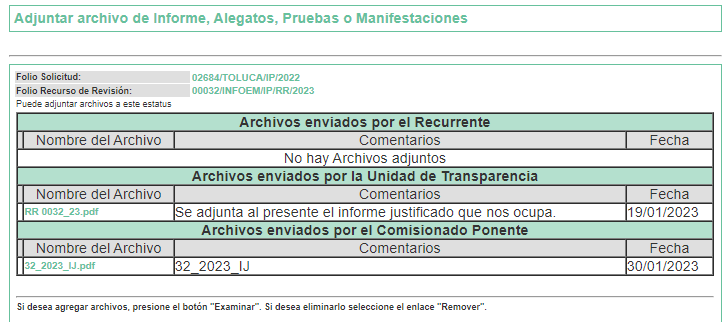 Adjuntar archivo de Informe, Alegatos, Pruebas o Manifestaciones
Folio Solicitud: 02684/TOLUCA/IP/2022
Folio Recurso de Revisión: 00032/INFOEM/IP/RR/2023
Puede adjuntar archivos a este estatus
Archivos enviados por el Recurrente
Nombre del Archivo Comentarios Fecha
No hay Archivos adjuntos
Archivos enviados por la Unidad de Transparencia
Nombre del Archivo Comentarios Fecha
RR 0032_23.pdf Se adjunta al presente el informe justificado que nos ocupa. 19/01/2023
Archivos enviados por el Comisionado Ponente
Nombre del Archivo Comentarios Fecha
32_2023_IJ.pdf 32_2023_IJ 30/01/2023
Si desea agregar archivos, presione el botón "Examinar". Si desea eliminarlo seleccione el enlace "Remover".